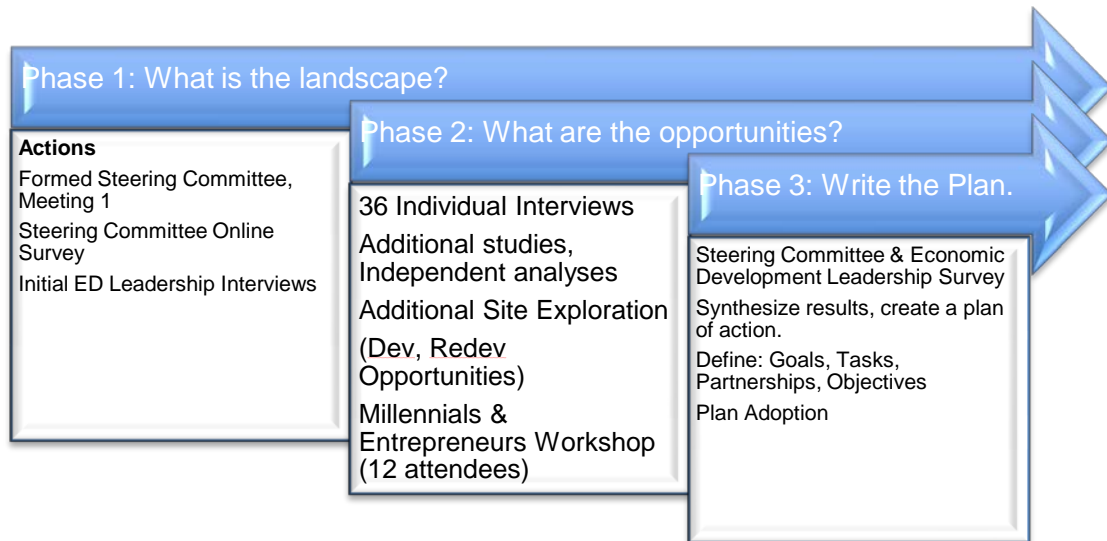 Phase 1: What is the landscape?
Actions
Formed Steering Committee,
Meeting 1
Steering Committee Online
Survey
Initial ED Leadership Interviews
Phase 2: What are the opportunities?
36 Individual Interviews
Additional studies,
Independent analyses
Additional Site Exploration
(Dev, Redev
Opportunities)
Millennials &
Entrepreneurs Workshop
(12 attendees)
Phase 3: Write the Plan.
Steering Committee & Economic
Development Leadership Survey
Synthesize results, create a plan
of action.
Define: Goals, Tasks,
Partnerships, Objectives
Plan Adoption